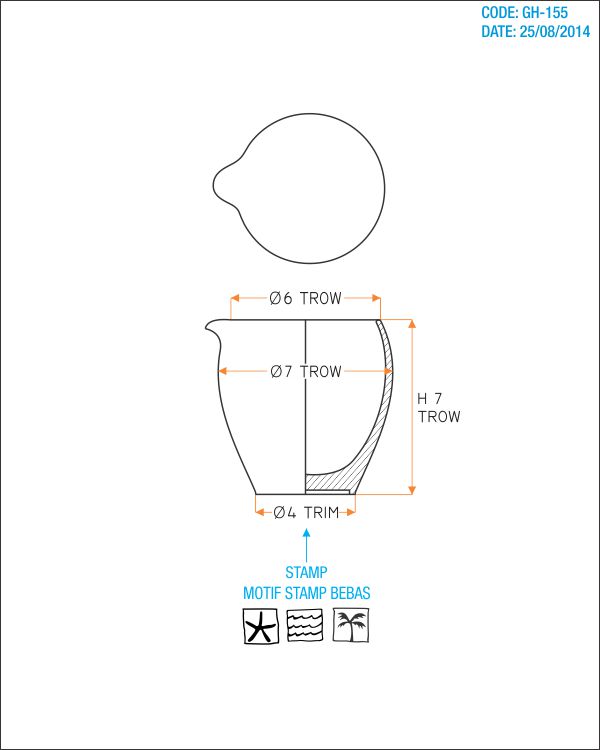 CODE: GH-155
DATE: 25/08/2014
Ø6 TROW
Ø7 TROW
H 7
TROW
Ø4 TRIM
STAMP
MOTIF STAMP BEBAS